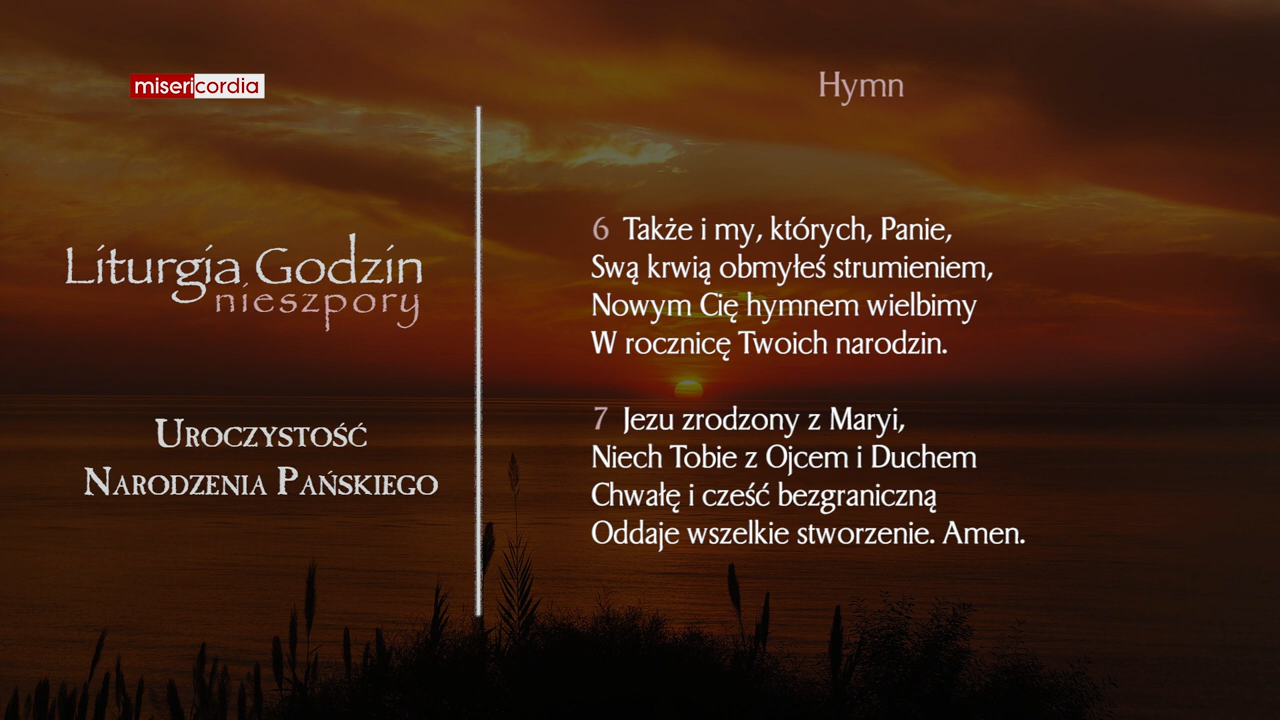 misericordia
Hymn
Liturgia Godzin
nieszpory
Uroczystość
Narodzenia Pańskiego
6 Także i my, których, Panie,
Swą krwią obmyłeś strumieniem,
Nowym Cię hymnem wielbimy
W rocznicę Twoich narodzin.
7 Jezu zrodzony z Maryi,
Niech Tobie z Ojcem i Duchem
Chwałę i cześć bezgraniczną
Oddaje wszelkie stworzenie. Amen.